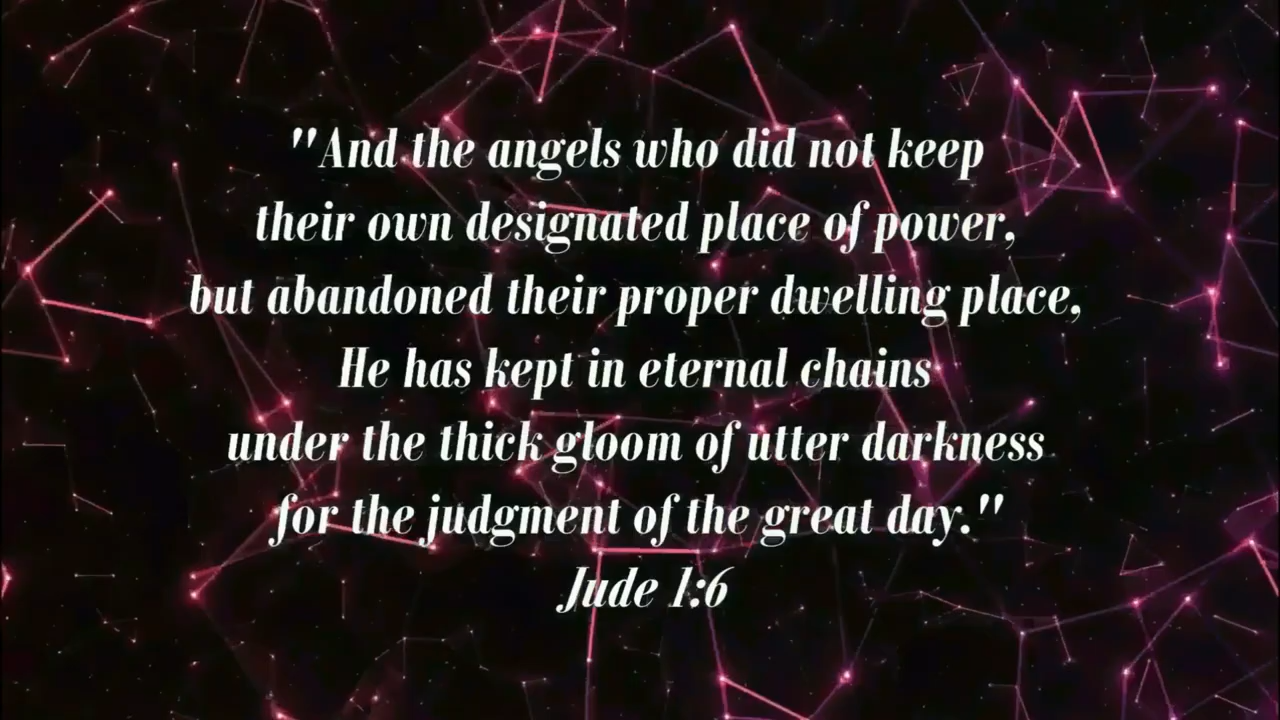 "And the angels who did not keep
their own designated place of power,
but abandoned their proper dwelling place,
He has kept in eternal chains
under the thick gloom of utter darkness
for the judgment of the great day."
Jude 1:6